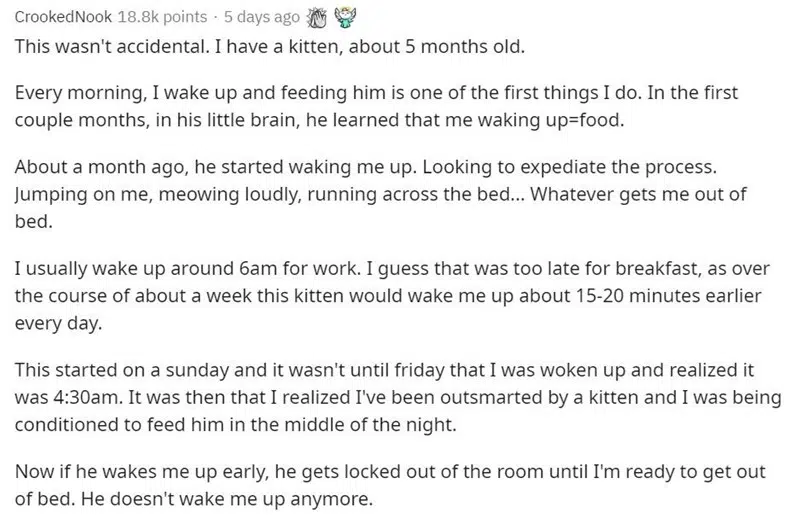 CrookedNook 18.8k points · 5 days ago
This wasn't accidental. I have a kitten, about 5 months old.
Every morning, I wake up and feeding him is one of the first things I do. In the first
couple months, in his little brain, he learned that me waking up=food.
About a month ago, he started waking me up. Looking to expediate the process.
Jumping on me, meowing loudly, running across the bed... Whatever gets me out of
bed.
I usually wake up around 6am for work. I guess that was too late for breakfast, as over
the course of about a week this kitten would wake me up about 15-20 minutes earlier
every day.
This started on a sunday and it wasn't until friday that I was woken up and realized it
was 4:30am. It was then that I realized I've been outsmarted by a kitten and I was being
conditioned to feed him in the middle of the night.
Now if he wakes me up early, he gets locked out of the room until I'm ready to get out
of bed. He doesn't wake me up anymore.